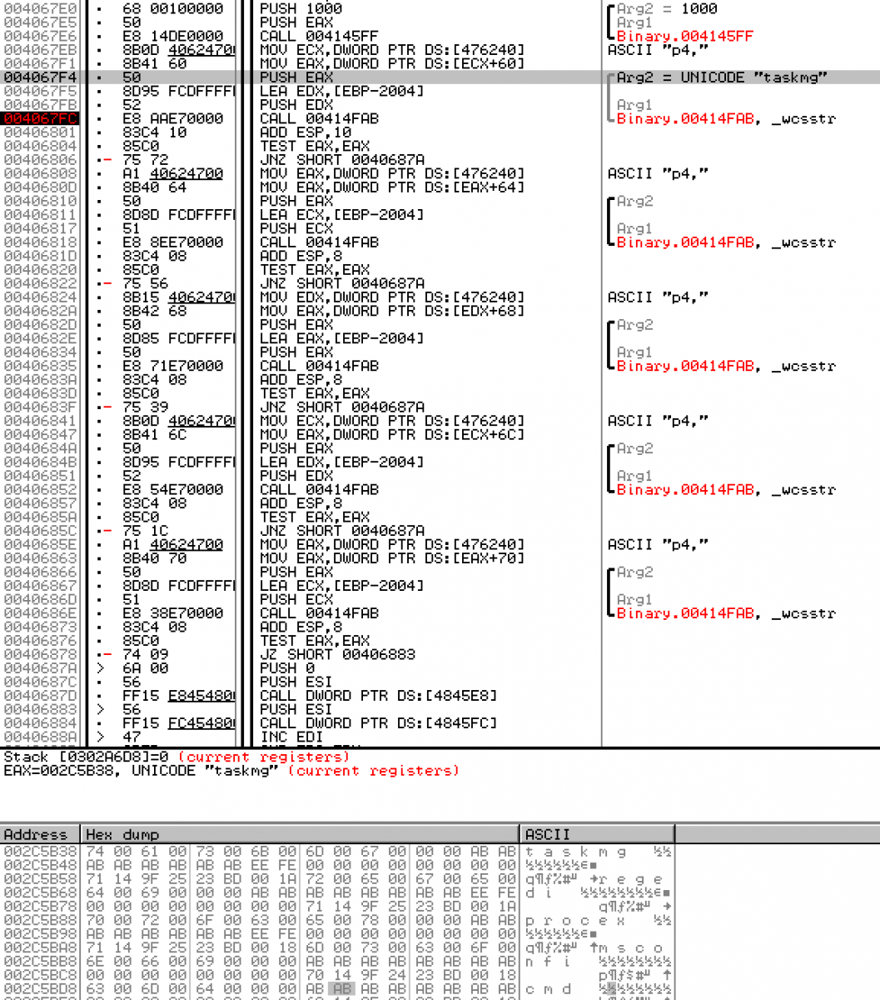 004067E0 · 68 00100000 PUSH 1000 Arg2 = 1000
004067E5 · 50 PUSH EAX Arg1
004067E6 · E8 14DE0000 CALL 004145FF Binary.004145FF
004067EB · 8B0D 40624700 MOV ECX,DWORD PTR DS:[476240] ASCII "p4,"
004067F1 · 8B41 60 MOV EAX,DWORD PTR DS:[ECX+60]
004067F4 · 50 PUSH EAX Arg2 = UNICODE "taskmg"
004067F5 · 8D95 FCDFFFFF LEA EDX,[EBP-2004]
004067FB · 52 PUSH EDX Arg1
004067FC · E8 AAE70000 CALL 00414FAB Binary.00414FAB, _wcsstr
00406801 · 83C4 10 ADD ESP,10
00406804 · 85C0 TEST EAX,EAX
00406806 ·- 75 72 JNZ SHORT 0040687A
00406808 · A1 40624700 MOV EAX,DWORD PTR DS:[476240] ASCII "p4,"
0040680D · 8B40 64 MOV EAX,DWORD PTR DS:[EAX+64]
00406810 · 50 PUSH EAX Arg2
00406811 · 8D8D FCDFFFFF LEA ECX,[EBP-2004]
00406817 · 51 PUSH ECX Arg1
00406818 · E8 8EE70000 CALL 00414FAB Binary.00414FAB, _wcsstr
0040681D · 83C4 08 ADD ESP,8
00406820 · 85C0 TEST EAX,EAX
00406822 ·- 75 56 JNZ SHORT 0040687A
00406824 · 8B15 40624700 MOV EDX,DWORD PTR DS:[476240] ASCII "p4,"
0040682A · 8B42 68 MOV EAX,DWORD PTR DS:[EDX+68]
0040682D · 50 PUSH EAX Arg2
0040682E · 8D85 FCDFFFFF LEA EAX,[EBP-2004]
00406834 · 50 PUSH EAX Arg1
00406835 · E8 71E70000 CALL 00414FAB Binary.00414FAB, _wcsstr
0040683A · 83C4 08 ADD ESP,8
0040683D · 85C0 TEST EAX,EAX
0040683F ·- 75 39 JNZ SHORT 0040687A
00406841 · 8B0D 40624700 MOV ECX,DWORD PTR DS:[476240] ASCII "p4,"
00406847 · 8B41 6C MOV EAX,DWORD PTR DS:[ECX+6C]
0040684A · 50 PUSH EAX Arg2
0040684B · 8D95 FCDFFFFF LEA EDX,[EBP-2004]
00406851 · 52 PUSH EDX Arg1
00406852 · E8 54E70000 CALL 00414FAB Binary.00414FAB, _wcsstr
00406857 · 83C4 08 ADD ESP,8
0040685A · 85C0 TEST EAX,EAX
0040685C ·- 75 1C JNZ SHORT 0040687A
0040685E · A1 40624700 MOV EAX,DWORD PTR DS:[476240] ASCII "p4,"
00406863 · 8B40 70 MOV EAX,DWORD PTR DS:[EAX+70]
00406866 · 50 PUSH EAX Arg2
00406867 · 8D8D FCDFFFFF LEA ECX,[EBP-2004]
0040686D · 51 PUSH ECX Arg1
0040686E · E8 38E70000 CALL 00414FAB Binary.00414FAB, _wcsstr
00406873 · 83C4 08 ADD ESP,8
00406876 · 85C0 TEST EAX,EAX
00406878 ·- 74 09 JZ SHORT 00406883
0040687A > 6A 00 PUSH 0
0040687C · 56 PUSH ESI
0040687D · FF15 E8454800 CALL DWORD PTR DS:[4845E8]
00406883 > 56 PUSH ESI
00406884 · FF15 FC454800 CALL DWORD PTR DS:[4845FC]
0040688A > 47 INC EDI
Stack [0302A6D8]=0 (current registers)
EAX=002C5B38, UNICODE "taskmg" (current registers)
Address Hex dump ASCII
002C5B38 74 00 61 00 73 00 6B 00 6D 00 67 00 00 00 AB AB t a s k m g ½½
002C5B48 AB AB AB AB AB AB EE FE 00 00 00 00 00 00 00 00 ½½½½½½ε■
002C5B58 71 14 9F 25 23 BD 00 1A 72 00 65 00 67 00 65 00 q¶ƒ%#╜ →r e g e
002C5B68 64 00 69 00 00 00 AB AB AB AB AB AB AB AB EE FE d i ½½½½½½½½ε■
002C5B78 00 00 00 00 00 00 00 00 71 14 9F 25 23 BD 00 1A q¶ƒ%#╜ →
002C5B88 70 00 72 00 6F 00 63 00 65 00 78 00 00 00 AB AB p r o c e x ½½
002C5B98 AB AB AB AB AB AB EE FE 00 00 00 00 00 00 00 00 ½½½½½½ε■
002C5BA8 71 14 9F 25 23 BD 00 18 6D 00 73 00 63 00 6F 00 q¶ƒ%#╜ ↑m s c o
002C5BB8 6E 00 66 00 69 00 00 00 AB AB AB AB AB AB AB AB n f i ½½½½½½½½
002C5BC8 00 00 00 00 00 00 00 00 70 14 9F 24 23 BD 00 18 p¶ƒ$#╜ ↑
002C5BD8 63 00 6D 00 64 00 00 00 AB AB AB AB AB AB AB AB c m d ½½½½½½½½